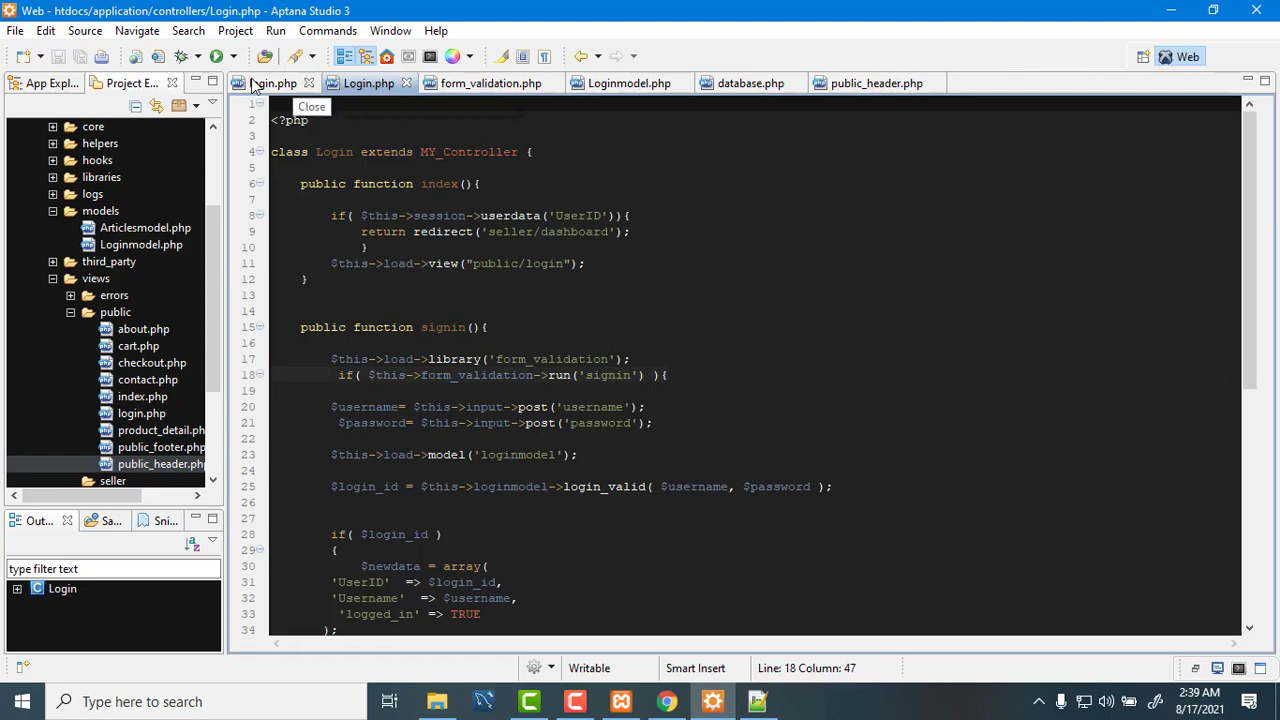 Web - htdocs/application/controllers/Login.php - Aptana Studio 3
File Edit Source Navigate Search Project Run Commands Window Help
Web
App Expl... Project E...
login.php Login.php form_validation.php Loginmodel.php database.php public_header.php
Close
core
helpers
hooks
libraries
logs
models
Articlesmodel.php
Loginmodel.php
third_party
views
errors
public
about.php
cart.php
checkout.php
contact.php
index.php
login.php
product_detail.ph
public_footer.php
public_header.php
seller
Out... Sa... Sni...
type filter text
Login
1
2 <?php
3
4 class Login extends MY_Controller {
5
6 public function index(){
7
8 if( $this->session->userdata('UserID')){
9 return redirect('seller/dashboard');
10 }
11 $this->load->view("public/login");
12 }
13
14
15 public function signin(){
16
17 $this->load->library('form_validation');
18 if( $this->form_validation->run('signin') ){
19
20 $username= $this->input->post('username');
21 $password= $this->input->post('password');
22
23 $this->load->model('loginmodel');
24
25 $login_id = $this->loginmodel->login_valid( $username, $password );
26
27
28 if( $login_id )
29 {
30 $newdata = array(
31 'UserID' => $login_id,
32 'Username' => $username,
33 'logged_in' => TRUE
34 );
Writable Smart Insert Line: 18 Column: 47
Type here to search
2:39 AM
8/17/2021